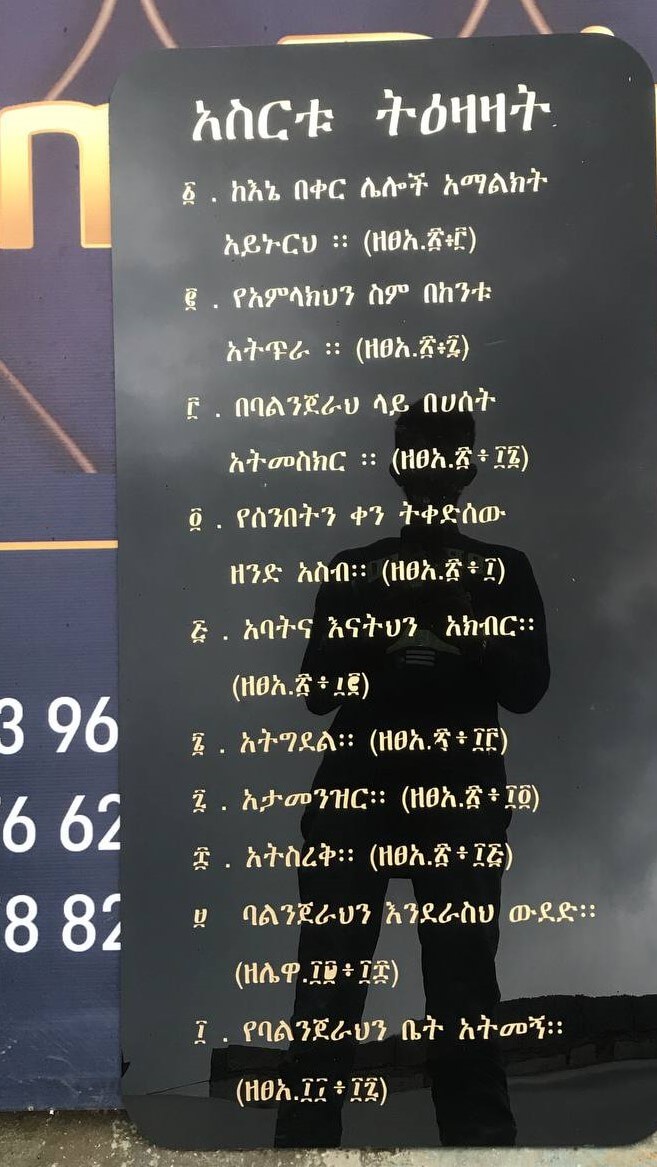 አስርቱ ትዕዛዛት
፩ . ከእኔ በቀር ሌሎች አማልክት
አይኑርህ ፡፡ (ዘፀአ.፳፥፫)
፪ . የአምላክህን ስም በከንቱ
አትጥራ ፡፡ (ዘፀአ.፳፥፯)
፫ . በባልንጀራህ ላይ በሀሰት
አትመስክር ፡፡ (ዘፀአ.፳፥፲፮)
፬ . የሰንበትን ቀን ትቀድሰው
ዘንድ አስብ፡፡ (ዘፀአ.፳፥፲)
፭ . አባትና እናትህን አክብር፡፡
(ዘፀአ.፳፥፲፪)
፮ . አትግደል፡፡ (ዘፀአ.፳፥፲፫)
፯ . አታመንዝር፡፡ (ዘፀአ.፳፥፲፬)
፰ . አትስረቅ፡፡ (ዘፀአ.፳፥፲፭)
፱ ባልንጀራህን እንደራስህ ውደድ፡፡
(ዘሌዋ.፲፱፥፲፰)
፲ . የባልንጀራህን ቤት አትመኝ፡፡
3 96
6 62
8 82